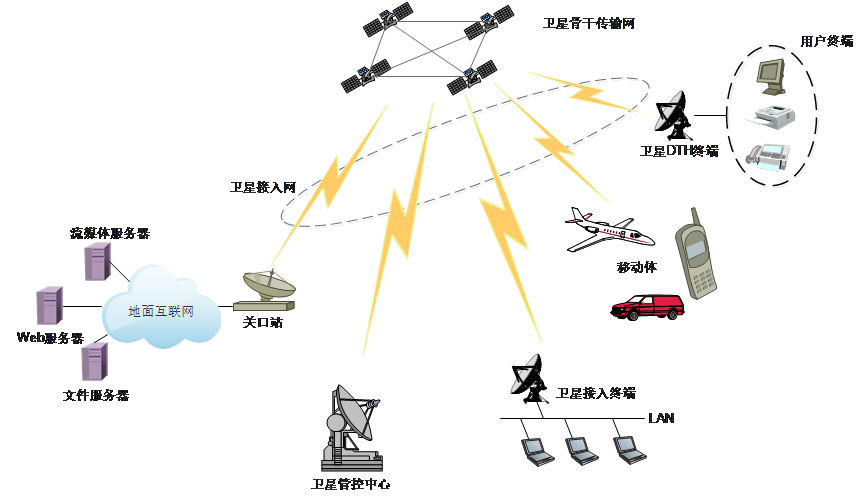 卫星骨干传输网
用户终端
卫星DTH终端
卫星接入网
流媒体服务器
移动体
地面互联网
关口站
Web服务器
文件服务器
卫星接入终端
LAN
卫星管控中心